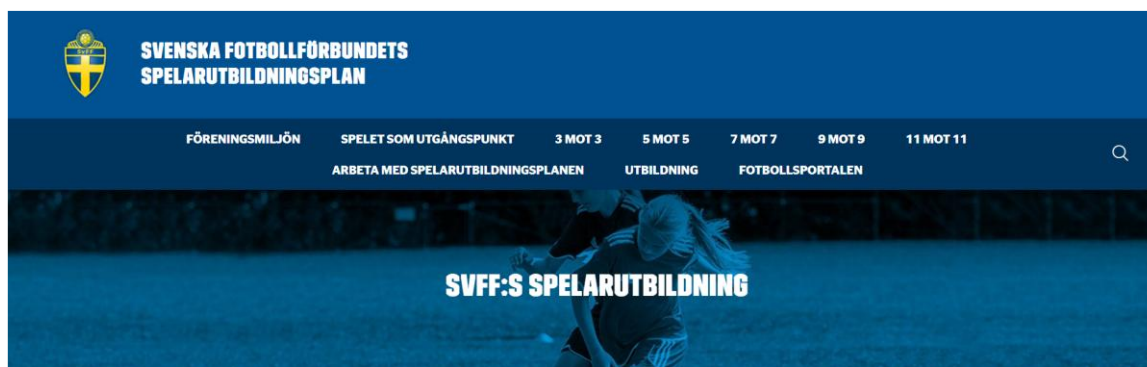 SvFF
SVENSKA FOTBOLLFÖRBUNDETS
SPELARUTBILDNINGSPLAN
FÖRENINGSMILJÖN SPELET SOM UTGÅNGSPUNKT 3 MOT 3 5 MOT 5 7 MOT 7 9 MOT 9 11 MOT 11
ARBETA MED SPELARUTBILDNINGSPLANEN UTBILDNING FOTBOLLSPORTALEN
SVFF:S SPELARUTBILDNING